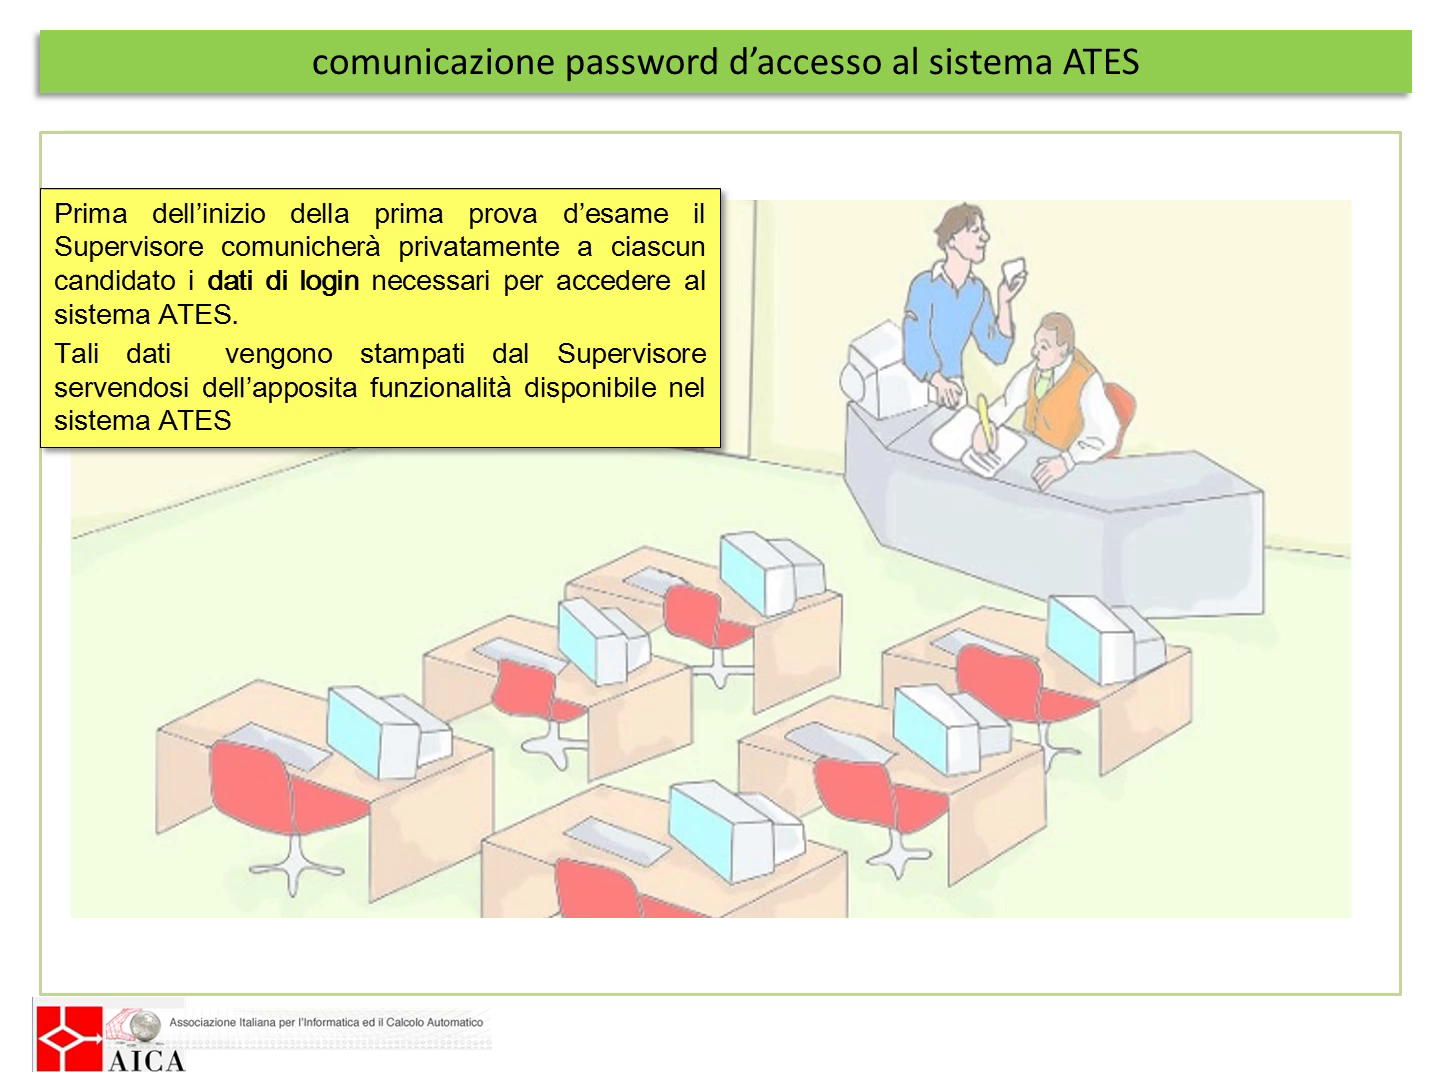 comunicazione password d’accesso al sistema ATES
Prima dell’inizio della prima prova d’esame il
Supervisore comunicherà privatamente a ciascun
candidato i dati di login necessari per accedere al
sistema ATES.
Tali dati vengono stampati dal Supervisore
servendosi dell’apposita funzionalità disponibile nel
sistema ATES
Associazione Italiana per l'Informatica ed il Calcolo Automatico
AICA